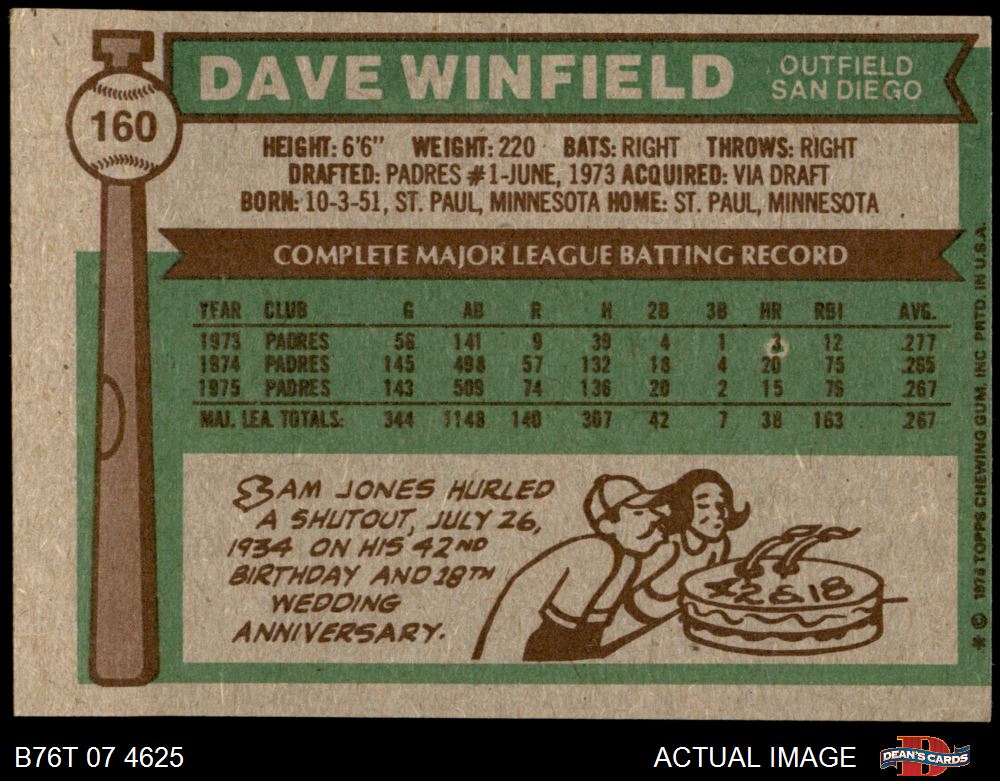 DAVE WINFIELD
OUTFIELD
SAN DIEGO
160
HEIGHT: 6'6" WEIGHT: 220 BATS: RIGHT THROWS: RIGHT
DRAFTED: PADRES #1-JUNE, 1973 ACQUIRED: VIA DRAFT
BORN: 10-3-51, ST. PAUL, MINNESOTA HOME: ST. PAUL, MINNESOTA
COMPLETE MAJOR LEAGUE BATTING RECORD
YEAR CLUB G AB R H 2B 3B HR RBI AVG.
1973 PADRES 56 141 9 39 4 1 3 12 .277
1974 PADRES 145 498 57 132 18 4 20 75 .265
1975 PADRES 143 509 74 136 20 2 15 76 .267
MAJ. LEA. TOTALS: 344 1148 140 307 42 7 38 163 .267
SAM JONES HURLED
A SHUTOUT, JULY 26,
1934 ON HIS 42ND
BIRTHDAY AND 18TH
WEDDING
ANNIVERSARY.
42 & 18
* © 1976 TOPPS CHEWING GUM, INC. PRTD. IN U.S.A.
B76T 07 4625
ACTUAL IMAGE
DEAN'S CARDS